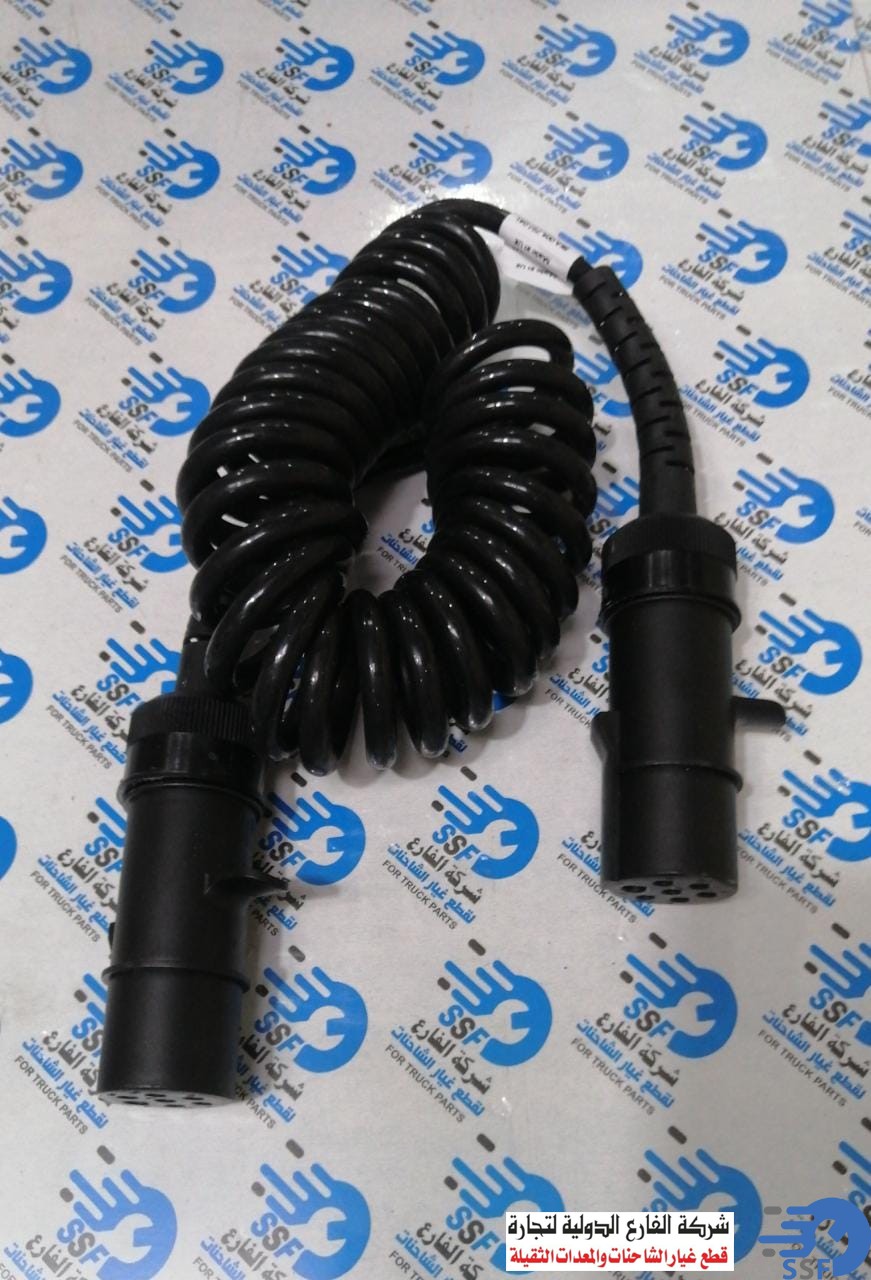 SSF
شركة الفارع
لقطع غيار الشاحنات
FOR TRUCK PARTS
شركة الفارع الدولية لتجارة
قطع غيار الشاحنات والمعدات الثقيلة
SSF